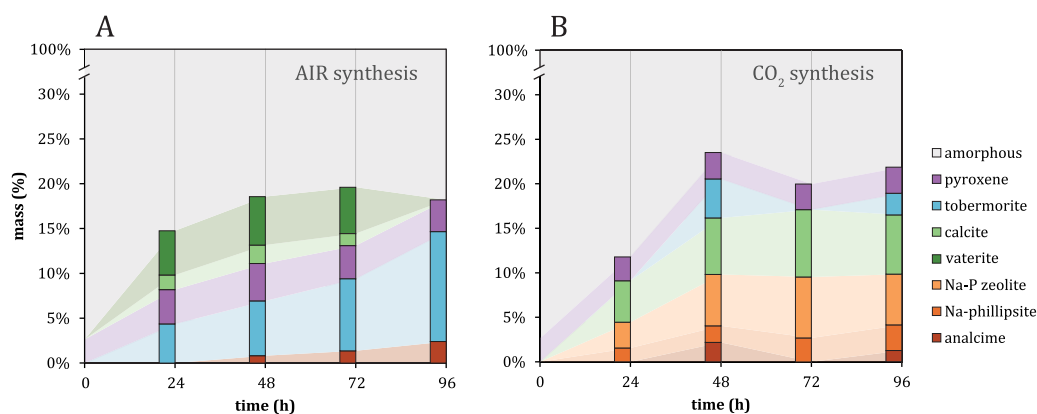 A
AIR synthesis
100%
30%
25%
20%
15%
10%
5%
0%
mass (%)
0 24 48 72 96
time (h)
B
CO₂ synthesis
100%
30%
25%
20%
15%
10%
5%
0%
0 24 48 72 96
time (h)
amorphous
pyroxene
tobermorite
calcite
vaterite
Na-P zeolite
Na-phillipsite
analcime